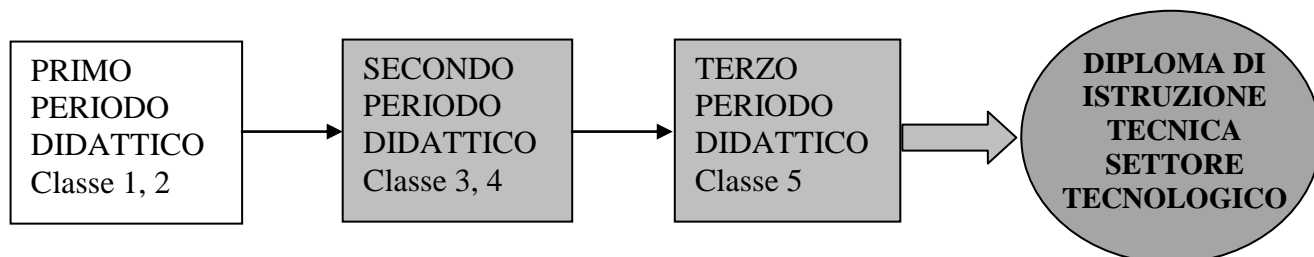 PRIMO
PERIODO
DIDATTICO
Classe 1, 2
SECONDO
PERIODO
DIDATTICO
Classe 3, 4
TERZO
PERIODO
DIDATTICO
Classe 5
DIPLOMA DI
ISTRUZIONE
TECNICA
SETTORE
TECNOLOGICO